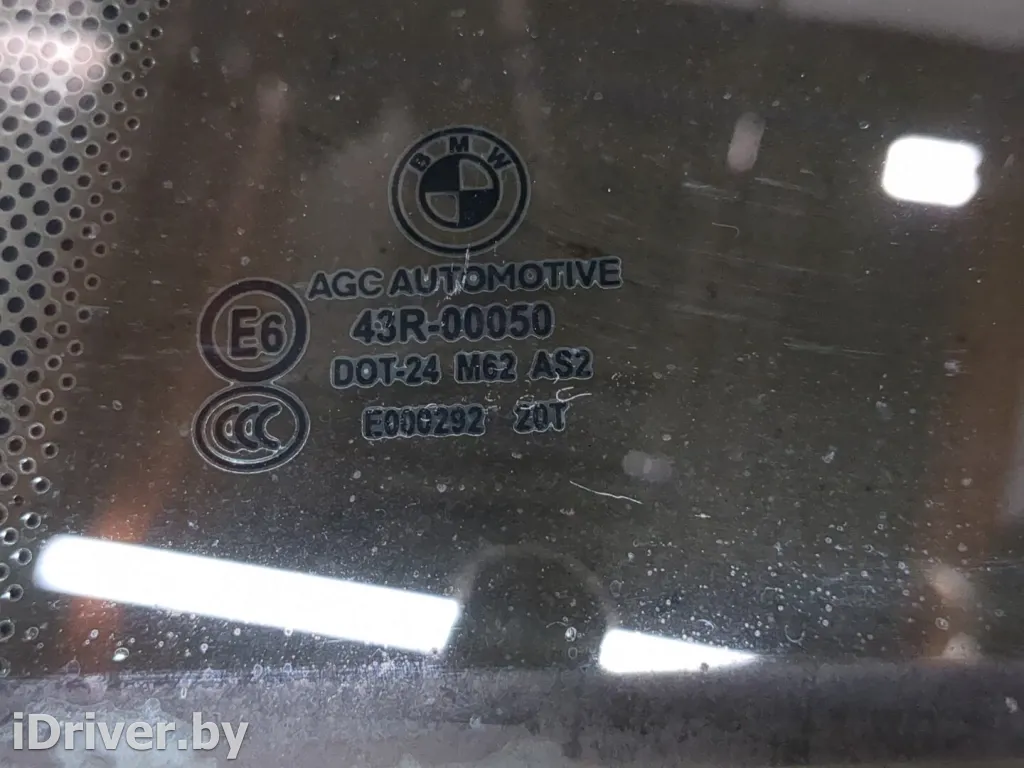 BMW
AGC AUTOMOTIVE
E6
43R-00050
DOT-24 M62 AS2
CCC
E000292 20T
iDriver.by